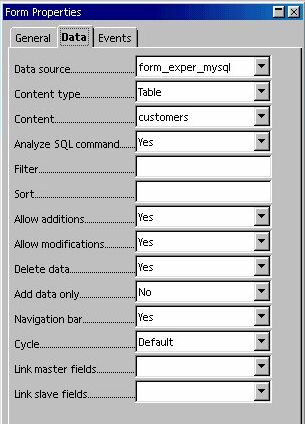 Form Properties
General Data Events
Data source............ form_exper_mysql
Content type........... Table
Content................ customers
Analyze SQL command.... Yes
Filter.................
Sort...................
Allow additions........ Yes
Allow modifications.... Yes
Delete data............ Yes
Add data only.......... No
Navigation bar......... Yes
Cycle.................. Default
Link master fields.....
Link slave fields......